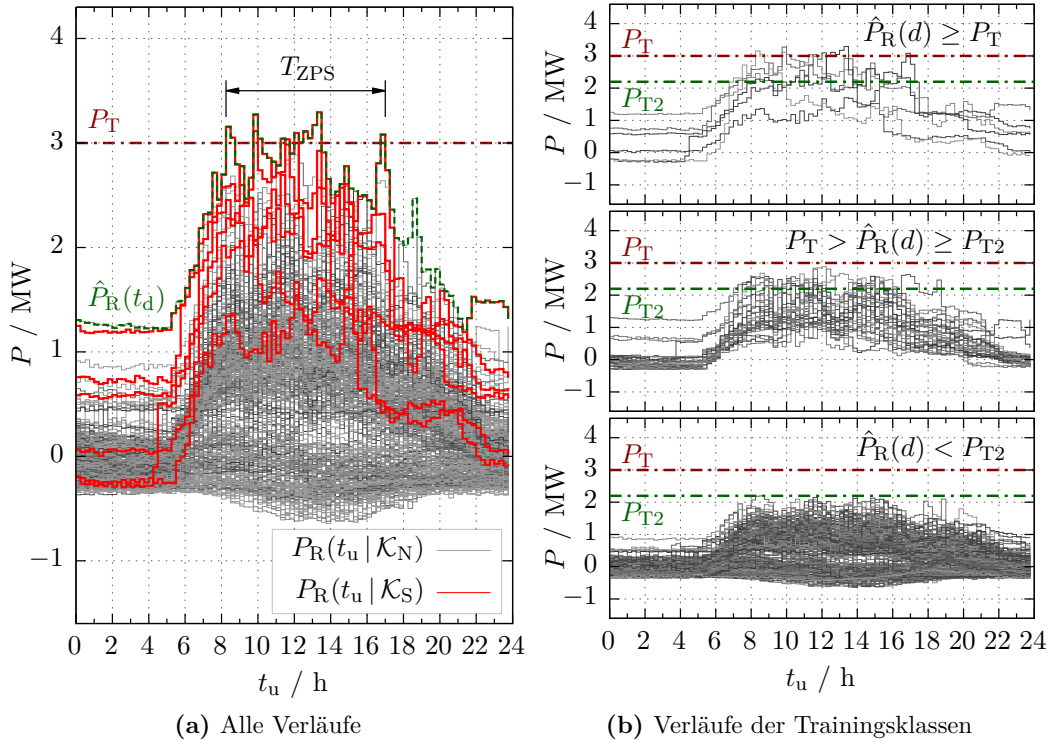 4
3
2
1
0
−1
P / MW
T_ZPS
P_T
P̂_R(t_d)
P_R(t_u | K_N)
P_R(t_u | K_S)
0 2 4 6 8 10 12 14 16 18 20 22 24
t_u / h
(a) Alle Verläufe
4
3
2
1
0
−1
P / MW
P_T
P_T2
P̂_R(d) ≥ P_T
4
3
2
1
0
−1
P / MW
P_T
P_T2
P_T > P̂_R(d) ≥ P_T2
4
3
2
1
0
−1
P / MW
P_T
P_T2
P̂_R(d) < P_T2
0 2 4 6 8 10 12 14 16 18 20 22 24
t_u / h
(b) Verläufe der Trainingsklassen